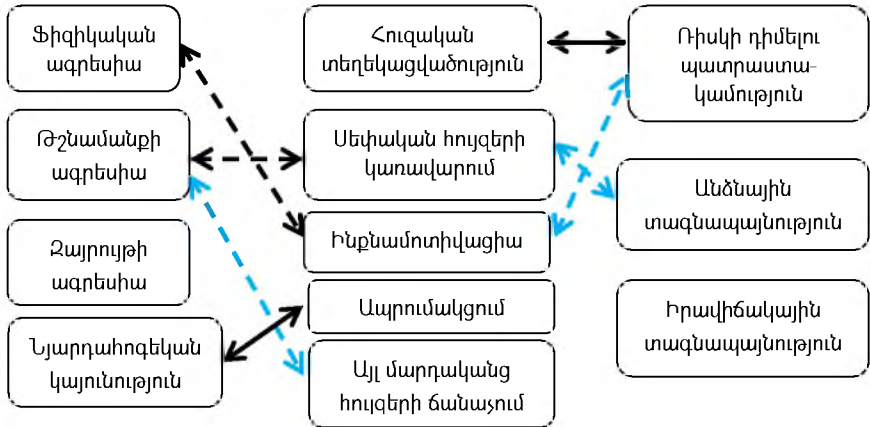 Ֆիզիկական
ագրեսիա
Թշնամանքի
ագրեսիա
Զայրույթի
ագրեսիա
Նյարդահոգեկան
կայունություն
Հուզական
տեղեկացվածություն
Սեփական հույզերի
կառավարում
Ինքնամոտիվացիա
Ապրումակցում
Այլ մարդականց
հույզերի ճանաչում
Ռիսկի դիմելու
պատրաստա-
կամություն
Անձնային
տագնապայնություն
Իրավիճակային
տագնապայնություն